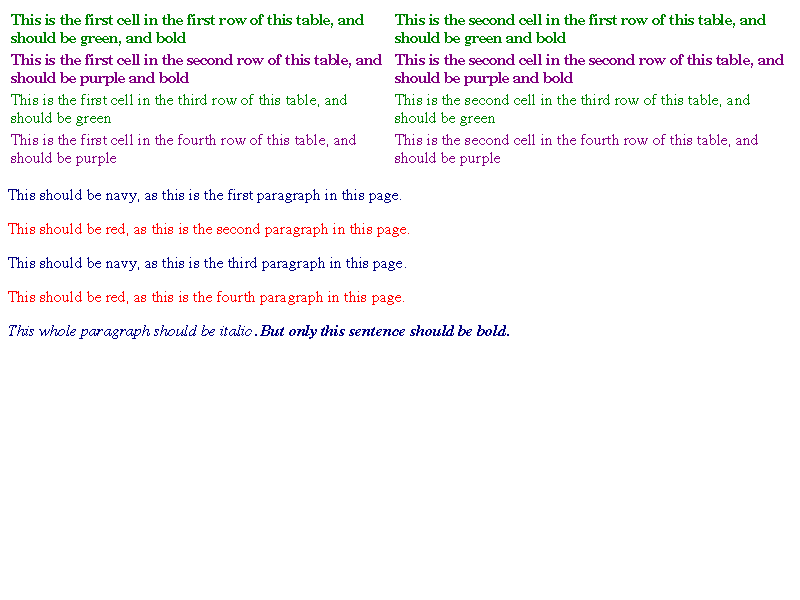 This is the first cell in the first row of this table, and
should be green, and bold
This is the second cell in the first row of this table, and
should be green and bold
This is the first cell in the second row of this table, and
should be purple and bold
This is the second cell in the second row of this table, and
should be purple and bold
This is the first cell in the third row of this table, and
should be green
This is the second cell in the third row of this table, and
should be green
This is the first cell in the fourth row of this table, and
should be purple
This is the second cell in the fourth row of this table, and
should be purple
This should be navy, as this is the first paragraph in this page.
This should be red, as this is the second paragraph in this page.
This should be navy, as this is the third paragraph in this page.
This should be red, as this is the fourth paragraph in this page.
This whole paragraph should be italic. But only this sentence should be bold.